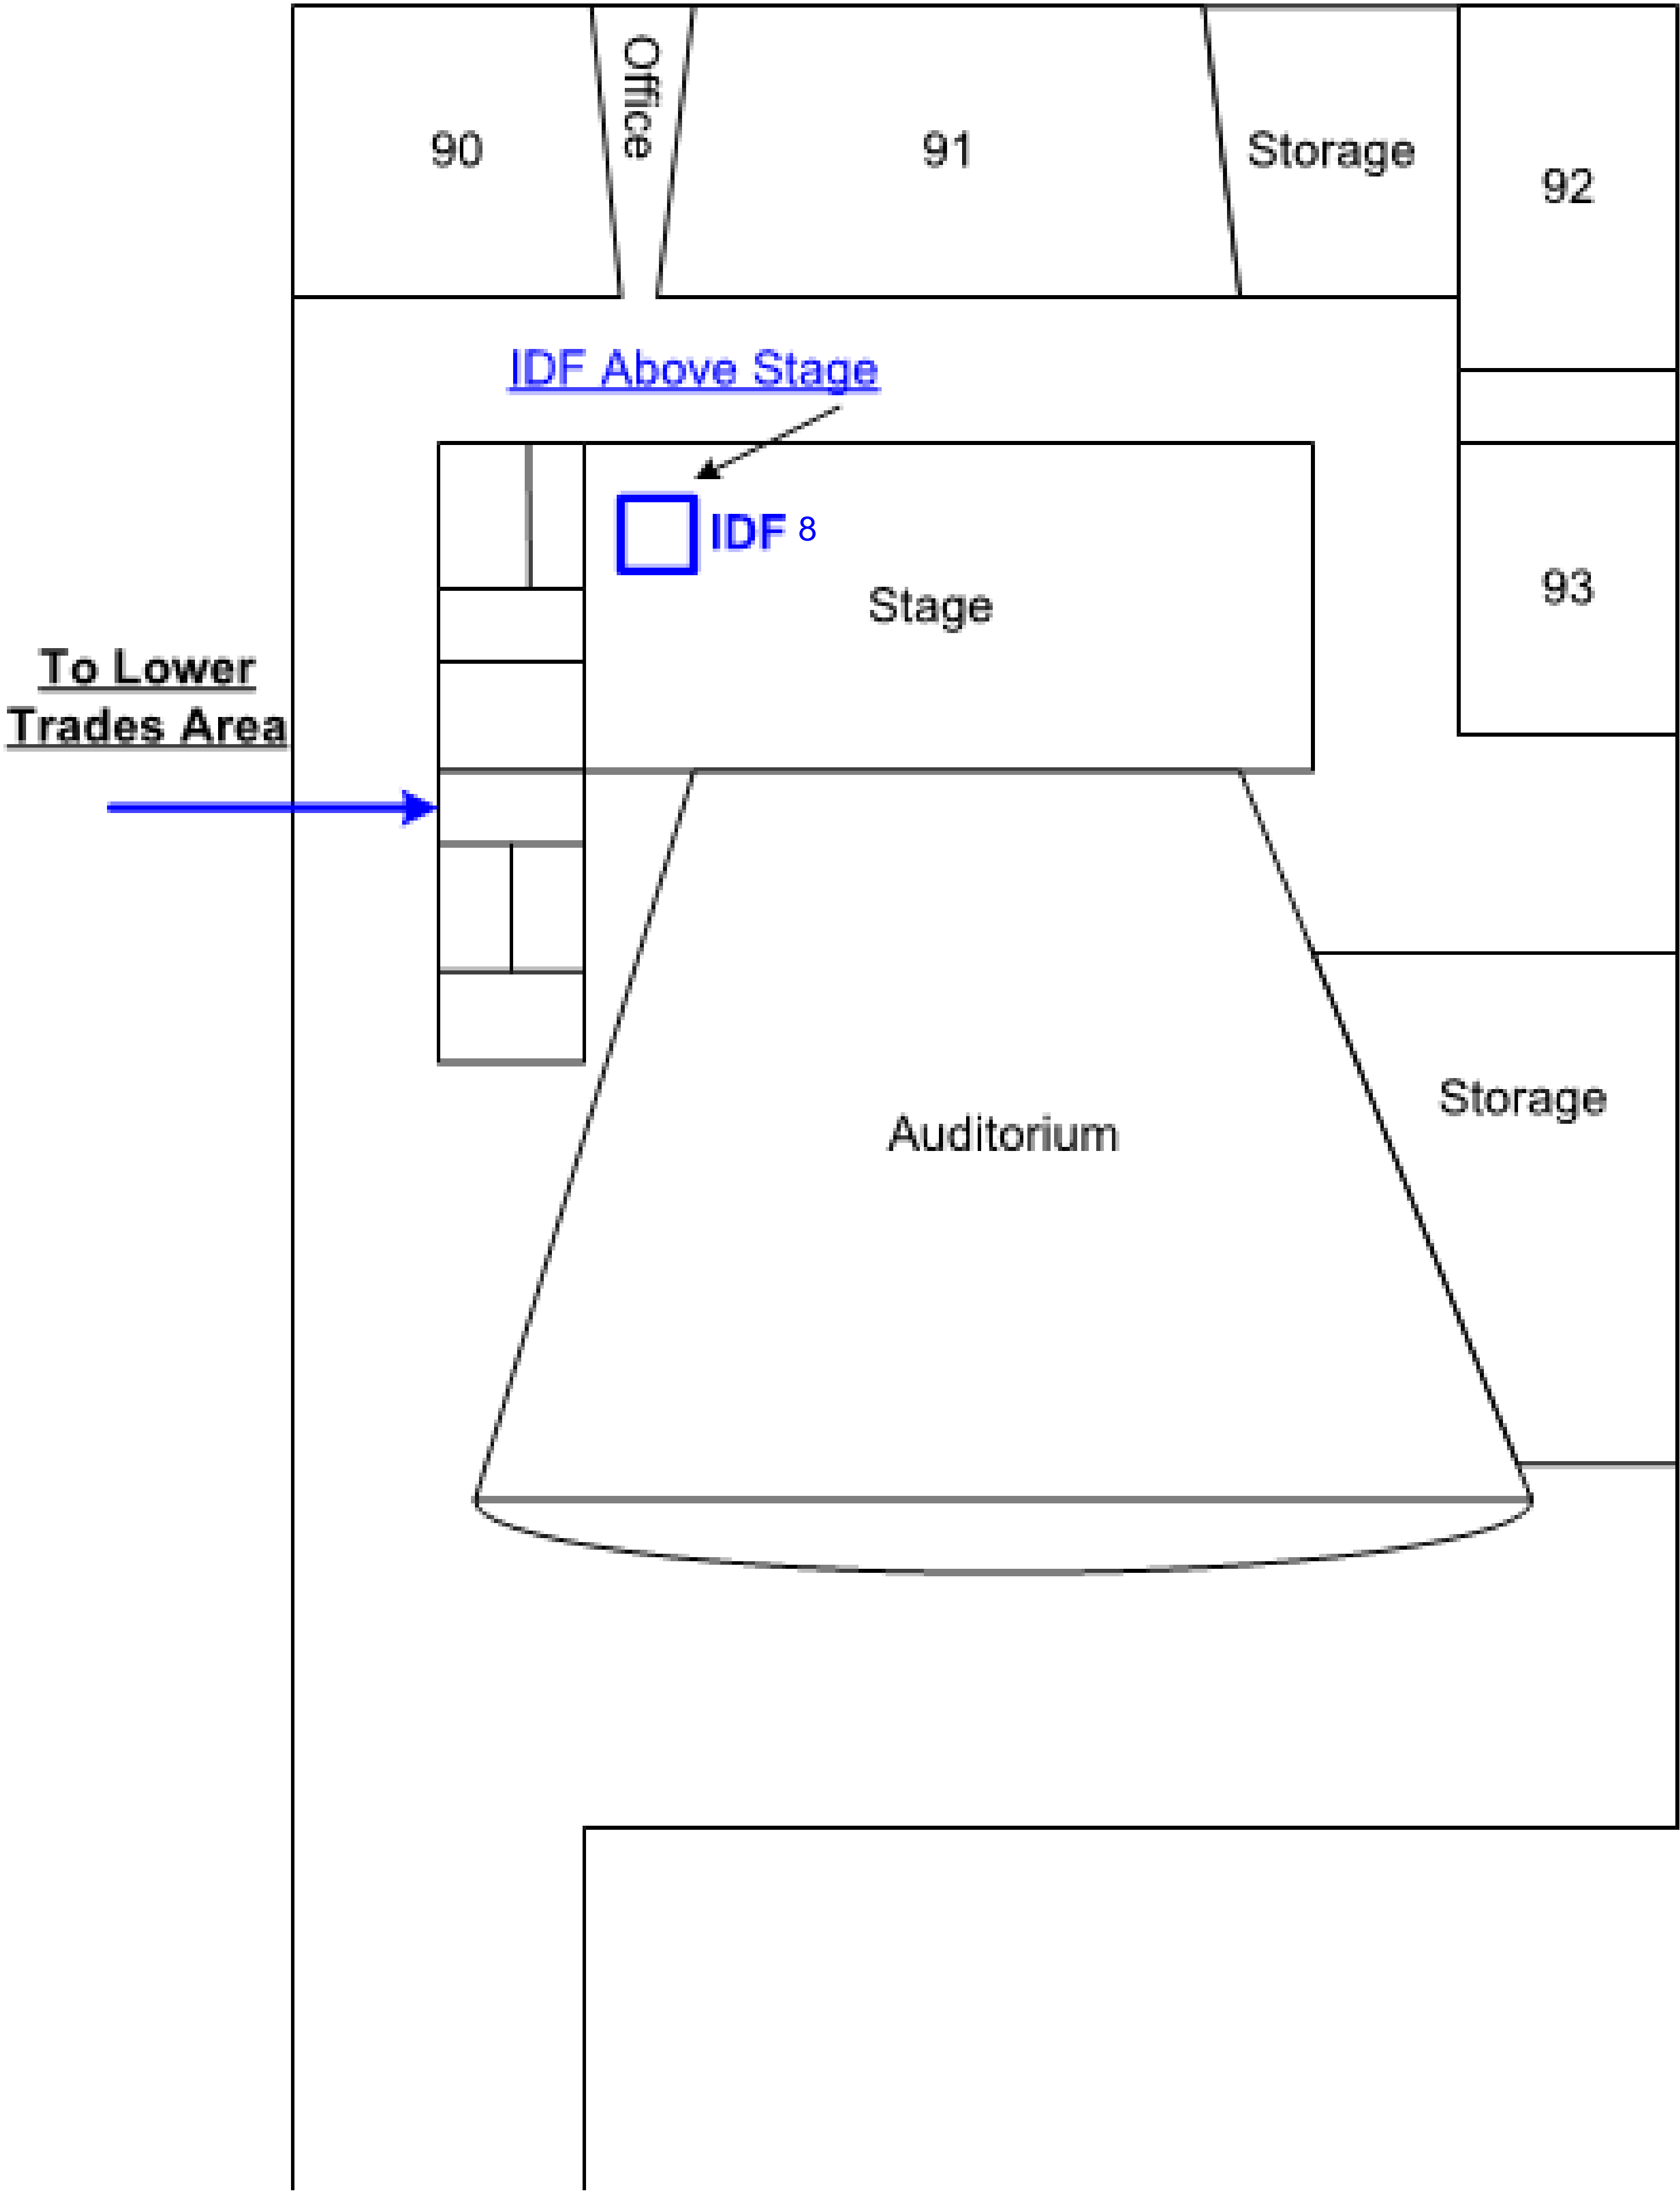 Office
90
91
Storage
92
IDF Above Stage
IDF 8
Stage
93
To Lower
Trades Area
Auditorium
Storage